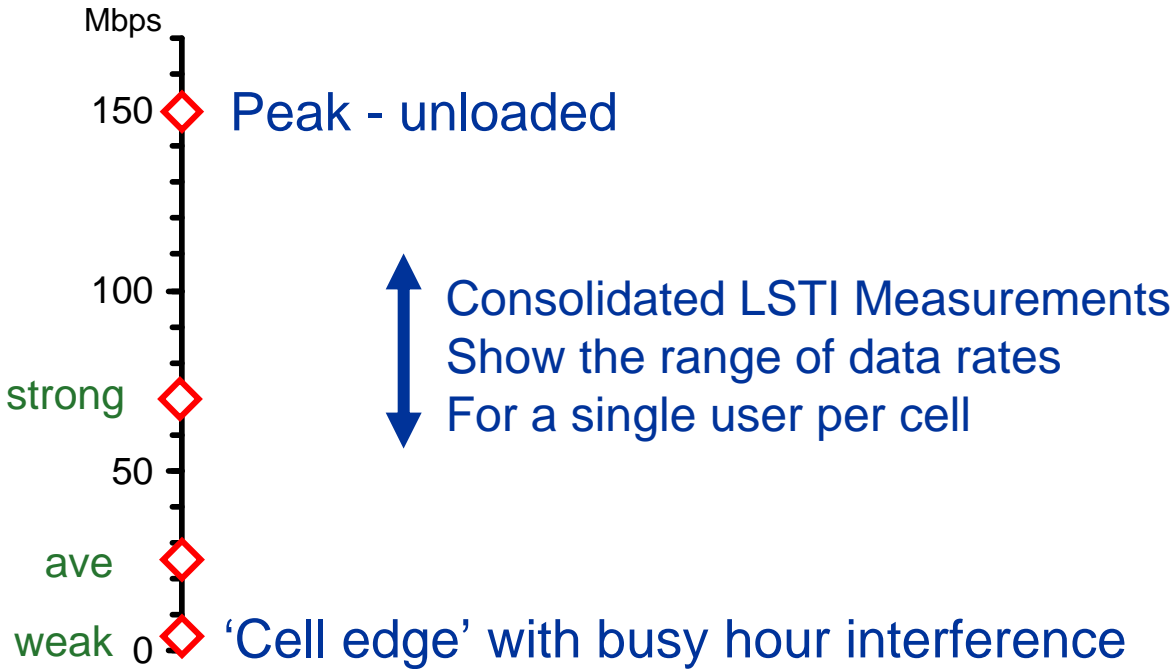 Mbps
150
Peak - unloaded
100
Consolidated LSTI Measurements
Show the range of data rates
strong
For a single user per cell
50
ave
weak
0
‘Cell edge’ with busy hour interference